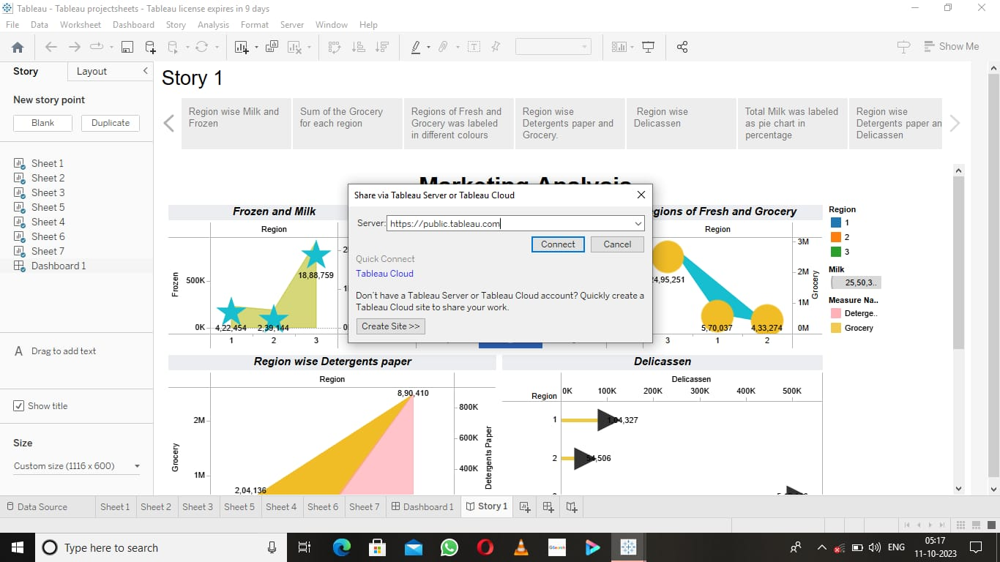 Tableau - Tableau projectsheets - Tableau license expires in 9 days
File Data Worksheet Dashboard Story Analysis Format Server Window Help
Show Me
Story Layout
New story point
Blank Duplicate
Sheet 1
Sheet 2
Sheet 3
Sheet 5
Sheet 4
Sheet 6
Sheet 7
Dashboard 1
A Drag to add text
Show title
Size
Custom size (1116 x 600)
Story 1
Region wise Milk and
Frozen
Sum of the Grocery
for each region
Regions of Fresh and
Grocery was labeled
in different colours
Region wise
Detergents paper and
Grocery.
Region wise
Delicassen
Total Milk was labeled
as pie chart in
percentage
Region wise
Detergents paper an
Delicassen
Marketing Analysis
Share via Tableau Server or Tableau Cloud
Server: https://public.tableau.com
Connect Cancel
Quick Connect
Tableau Cloud
Don't have a Tableau Server or Tableau Cloud account? Quickly create a
Tableau Cloud site to share your work.
Create Site >>
Frozen and Milk
Region
Frozen
500K
0K
18,88,759
4,22,454 2,39,144
1 2 3
gions of Fresh and Grocery
Region
3M
2M
1M
0M
Grocery
24,95,251
5,70,037 4,33,274
3 1 2
Region
1
2
3
Milk
25,50,3..
Measure Na..
Deterge..
Grocery
Region wise Detergents paper
Region
8,90,410
2M
1M
Grocery
2,04,136
800K
600K
400K
Detergents Paper
Delicassen
Delicassen
Region 0K 100K 200K 300K 400K 500K
1 1,04,327
2 54,506
Data Source Sheet 1 Sheet 2 Sheet 3 Sheet 5 Sheet 4 Sheet 6 Sheet 7 Dashboard 1 Story 1
Type here to search
ENG
05:17
11-10-2023